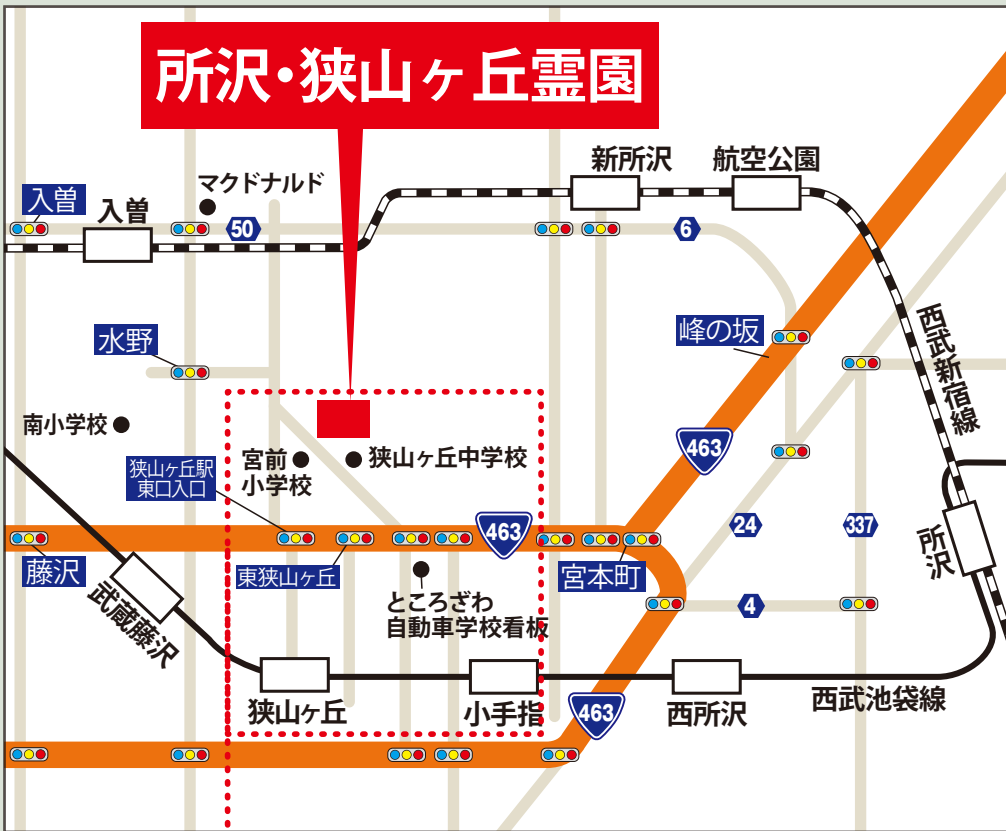 所沢・狭山ヶ丘霊園
新所沢
航空公園
マクドナルド
入曽
入曽
50
6
水野
峰の坂
西武新宿線
南小学校
宮前
小学校
狭山ヶ丘中学校
463
狭山ヶ丘駅
東口入口
463
24
337
所沢
藤沢
東狭山ヶ丘
宮本町
武蔵藤沢
ところざわ
自動車学校看板
4
狭山ヶ丘
小手指
463
西所沢
西武池袋線